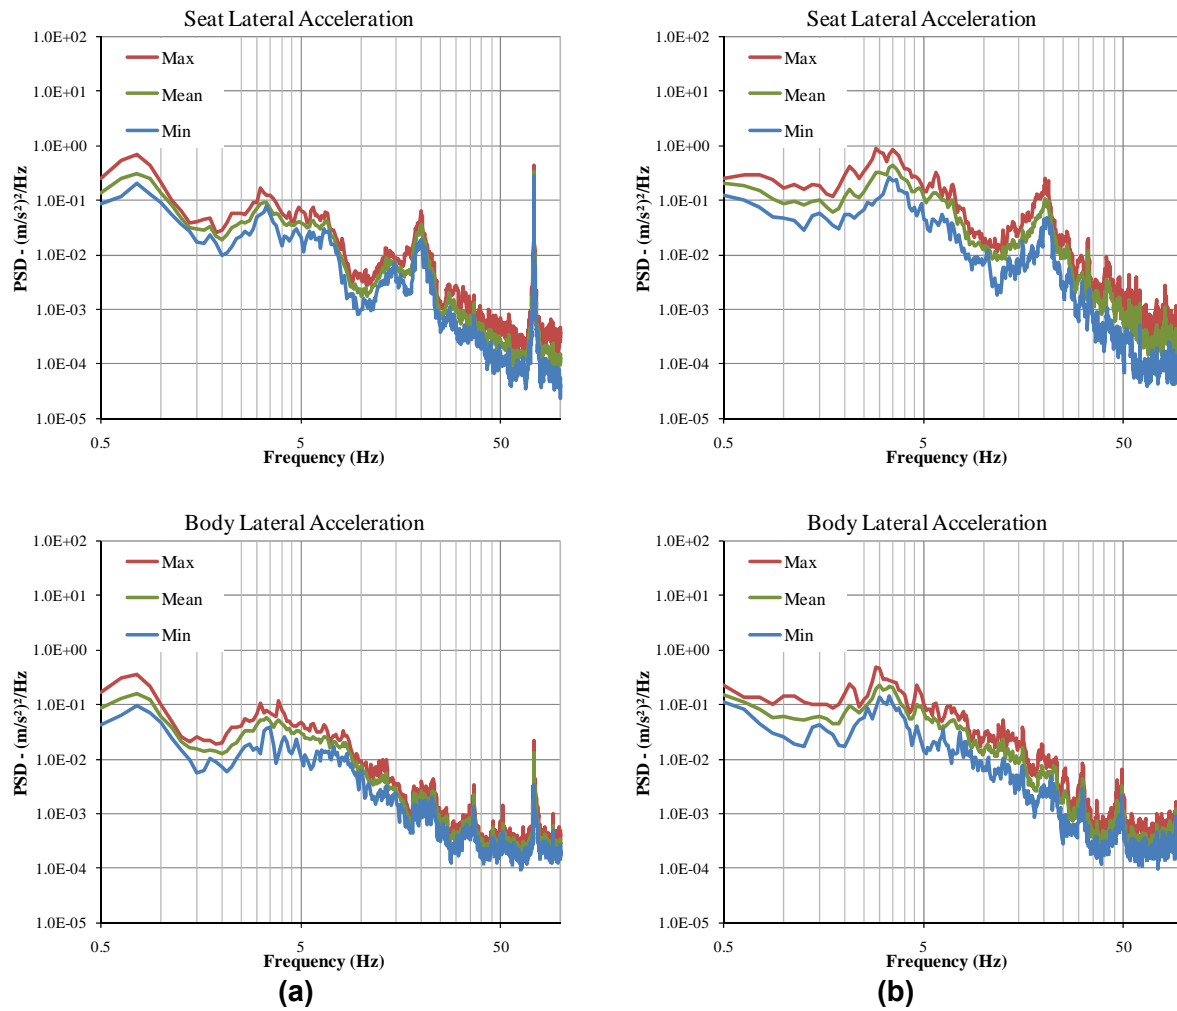 Seat Lateral Acceleration
1.0E+02
1.0E+01
1.0E+00
1.0E-01
1.0E-02
1.0E-03
1.0E-04
1.0E-05
PSD - (m/s²)²/Hz
Max
Mean
Min
0.5
5
50
Frequency (Hz)
Seat Lateral Acceleration
1.0E+02
1.0E+01
1.0E+00
1.0E-01
1.0E-02
1.0E-03
1.0E-04
1.0E-05
PSD - (m/s²)²/Hz
Max
Mean
Min
0.5
5
50
Frequency (Hz)
Body Lateral Acceleration
1.0E+02
1.0E+01
1.0E+00
1.0E-01
1.0E-02
1.0E-03
1.0E-04
1.0E-05
PSD - (m/s²)²/Hz
Max
Mean
Min
0.5
5
50
Frequency (Hz)
(a)
Body Lateral Acceleration
1.0E+02
1.0E+01
1.0E+00
1.0E-01
1.0E-02
1.0E-03
1.0E-04
1.0E-05
PSD - (m/s²)²/Hz
Max
Mean
Min
0.5
5
50
Frequency (Hz)
(b)